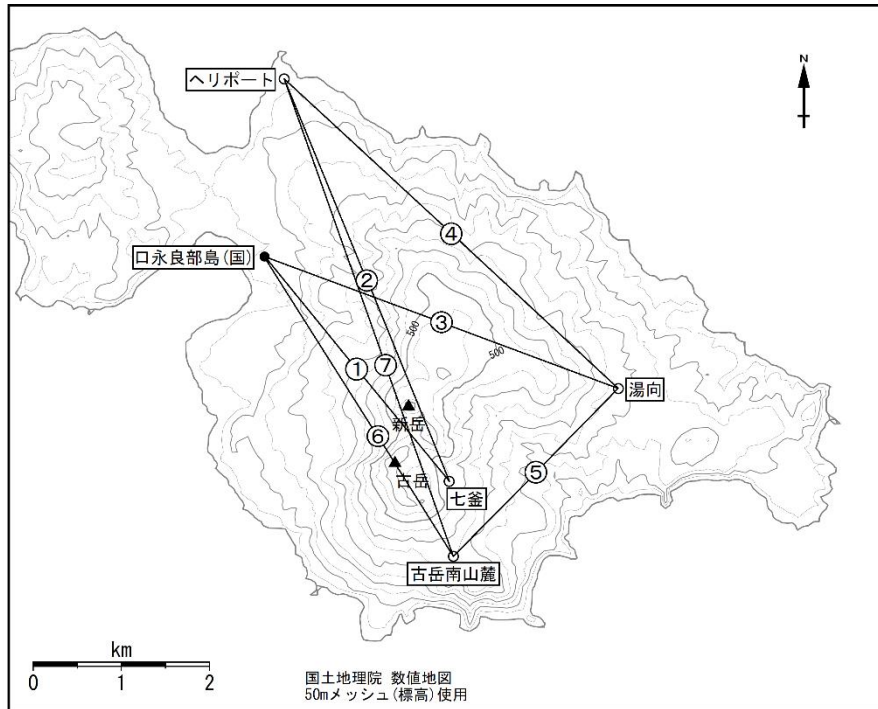 N
ヘリポート
④
口永良部島(国)
②
500
③
500
①
⑦
湯向
新岳
⑥
古岳
⑤
七釜
古岳南山麓
km
0 1 2
国土地理院 数値地図
50mメッシュ(標高)使用